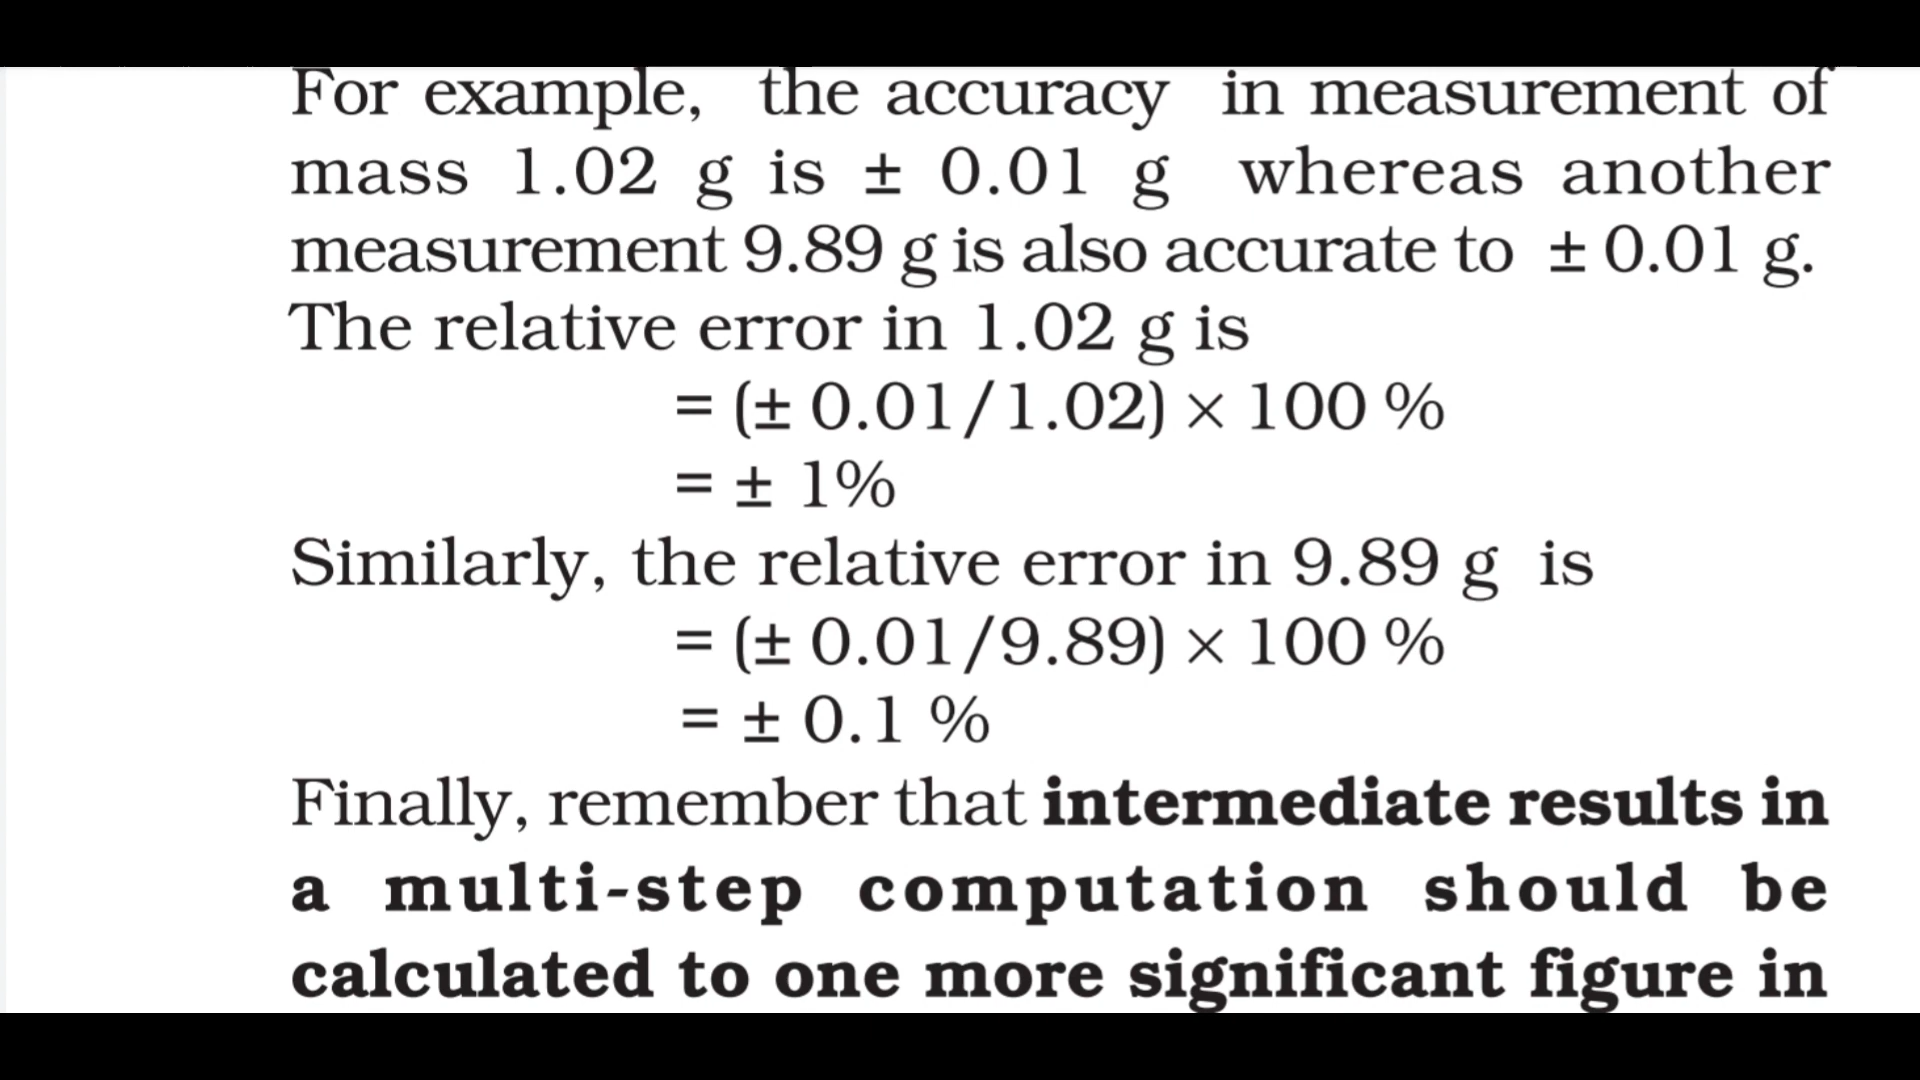 For example, the accuracy in measurement of
mass 1.02 g is ± 0.01 g whereas another
measurement 9.89 g is also accurate to ± 0.01 g.
The relative error in 1.02 g is
= (± 0.01/1.02) × 100 %
= ± 1%
Similarly, the relative error in 9.89 g is
= (± 0.01/9.89) × 100 %
= ± 0.1 %
Finally, remember that intermediate results in
a multi-step computation should be
calculated to one more significant figure in